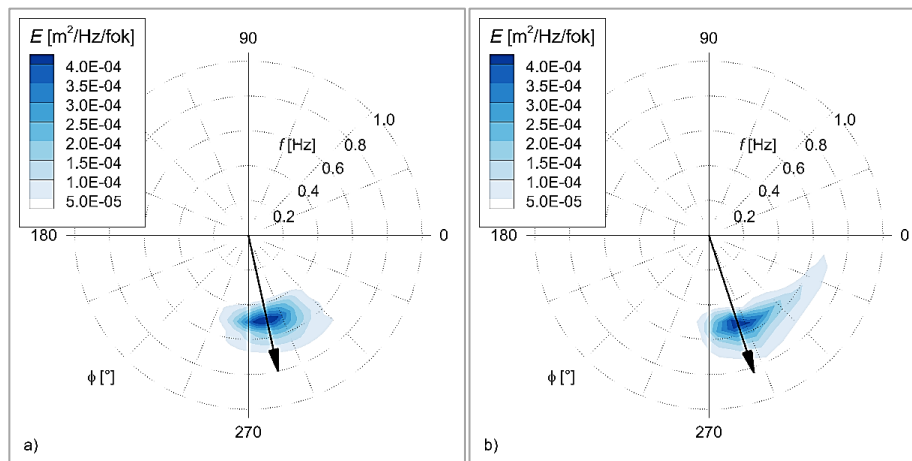 E [m²/Hz/fok]
4.0E-04
3.5E-04
3.0E-04
2.5E-04
2.0E-04
1.5E-04
1.0E-04
5.0E-05
90
1.0
0.8
f [Hz]
0.6
0.4
0.2
180
0
ϕ [°]
270
a)
E [m²/Hz/fok]
4.0E-04
3.5E-04
3.0E-04
2.5E-04
2.0E-04
1.5E-04
1.0E-04
5.0E-05
90
1.0
0.8
f [Hz]
0.6
0.4
0.2
180
0
ϕ [°]
270
b)